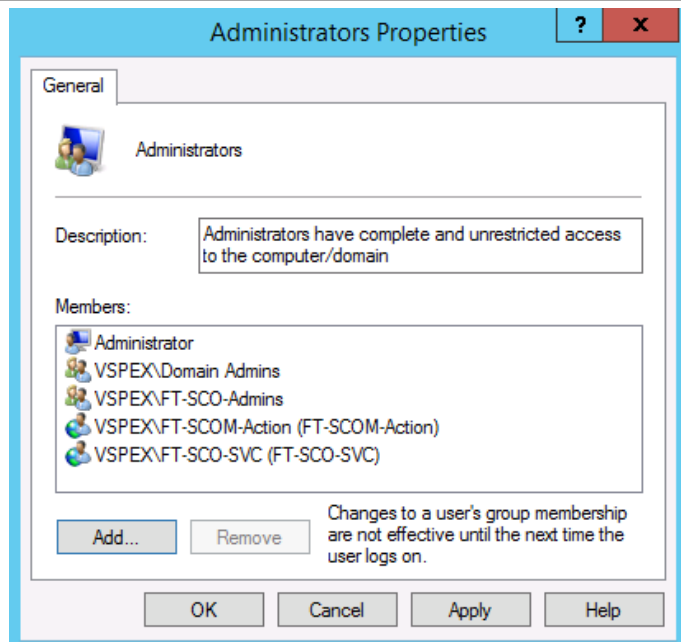 Administrators Properties
?
x
General
Administrators
Description:
Administrators have complete and unrestricted access
to the computer/domain
Members:
Administrator
VSPEX\Domain Admins
VSPEX\FT-SCO-Admins
VSPEX\FT-SCOM-Action (FT-SCOM-Action)
VSPEX\FT-SCO-SVC (FT-SCO-SVC)
Add...
Remove
Changes to a user's group membership
are not effective until the next time the
user logs on.
OK
Cancel
Apply
Help